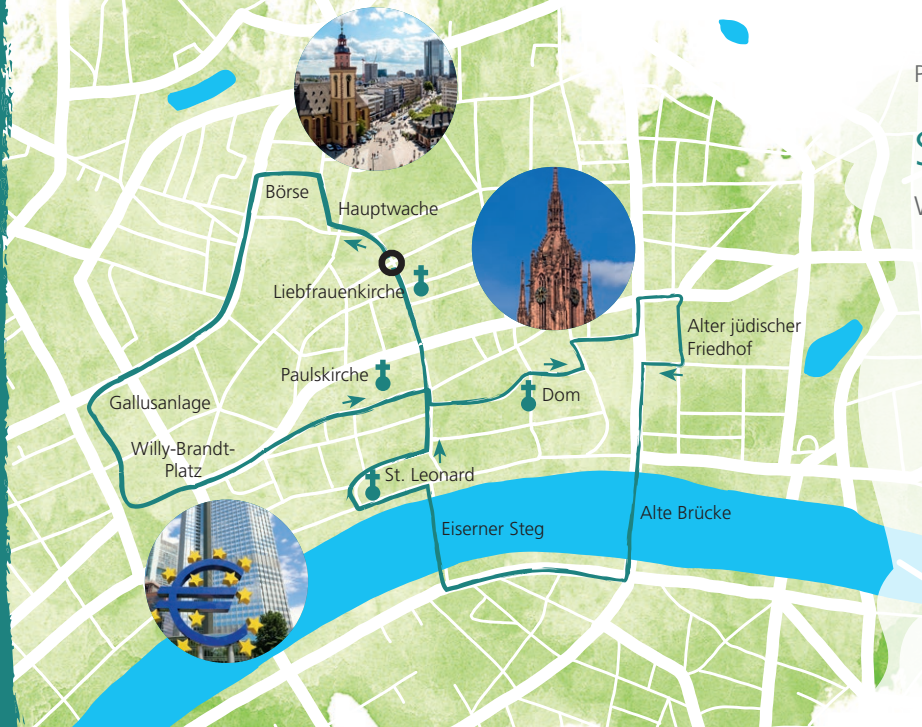 Börse
Hauptwache
Liebfrauenkirche
Alter jüdischer
Friedhof
Paulskirche
Dom
Gallusanlage
Willy-Brandt-
Platz
St. Leonard
Alte Brücke
Eiserner Steg